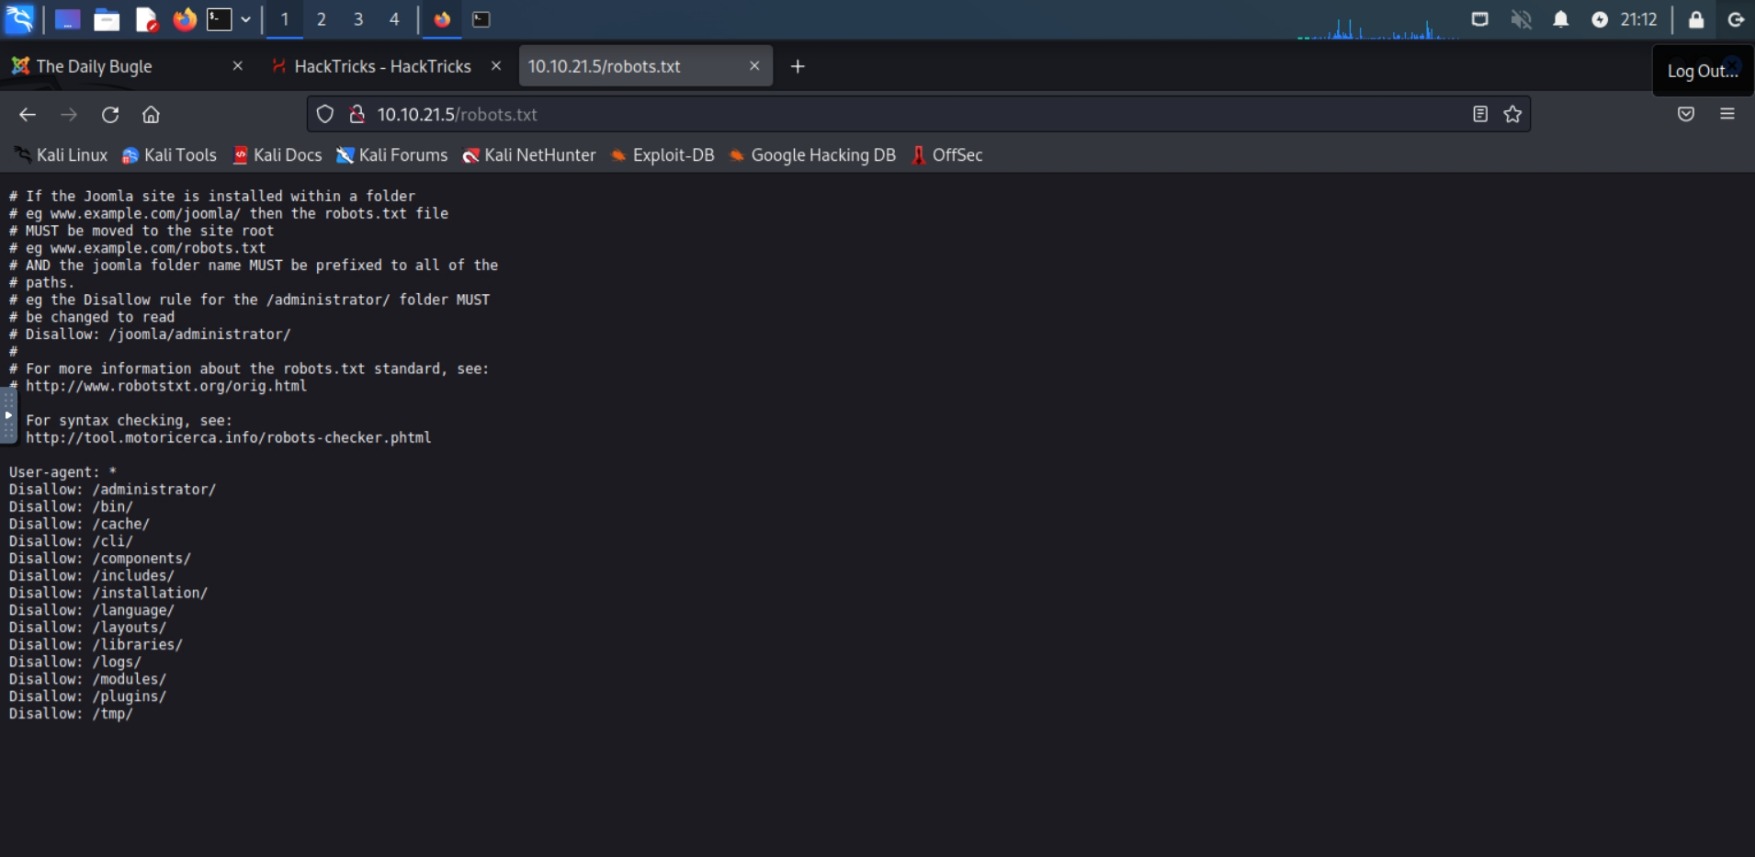 1 2 3 4 21:12
The Daily Bugle HackTricks - HackTricks 10.10.21.5/robots.txt Log Out...
10.10.21.5/robots.txt
Kali Linux Kali Tools Kali Docs Kali Forums Kali NetHunter Exploit-DB Google Hacking DB OffSec
# If the Joomla site is installed within a folder
# eg www.example.com/joomla/ then the robots.txt file
# MUST be moved to the site root
# eg www.example.com/robots.txt
# AND the joomla folder name MUST be prefixed to all of the
# paths.
# eg the Disallow rule for the /administrator/ folder MUST
# be changed to read
# Disallow: /joomla/administrator/
#
# For more information about the robots.txt standard, see:
# http://www.robotstxt.org/orig.html
For syntax checking, see:
http://tool.motoricerca.info/robots-checker.phtml
User-agent: *
Disallow: /administrator/
Disallow: /bin/
Disallow: /cache/
Disallow: /cli/
Disallow: /components/
Disallow: /includes/
Disallow: /installation/
Disallow: /language/
Disallow: /layouts/
Disallow: /libraries/
Disallow: /logs/
Disallow: /modules/
Disallow: /plugins/
Disallow: /tmp/